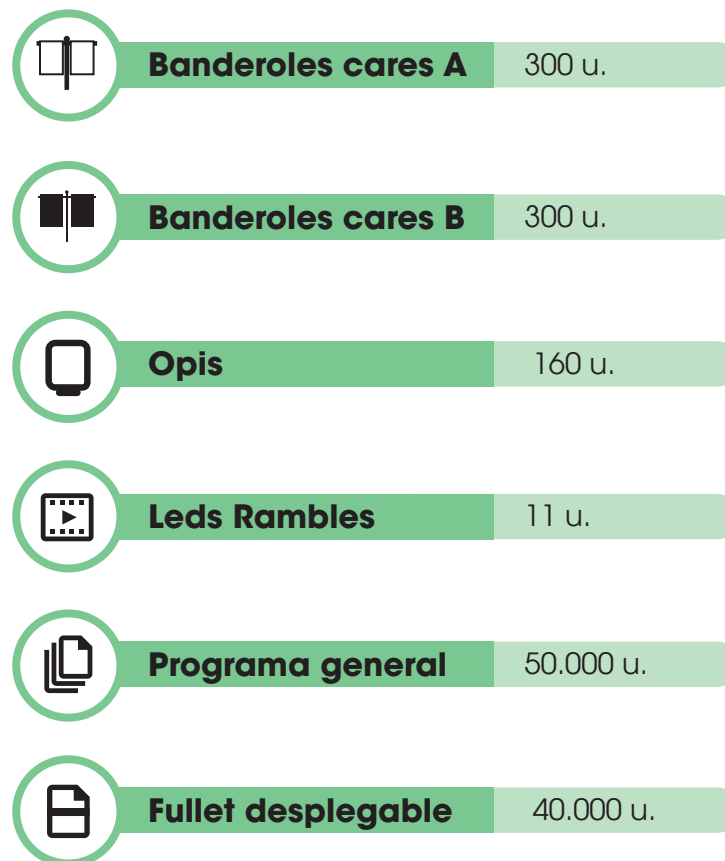 Banderoles cares A 300 u.
Banderoles cares B 300 u.
Opis 160 u.
Leds Rambles 11 u.
Programa general 50.000 u.
Fullet desplegable 40.000 u.